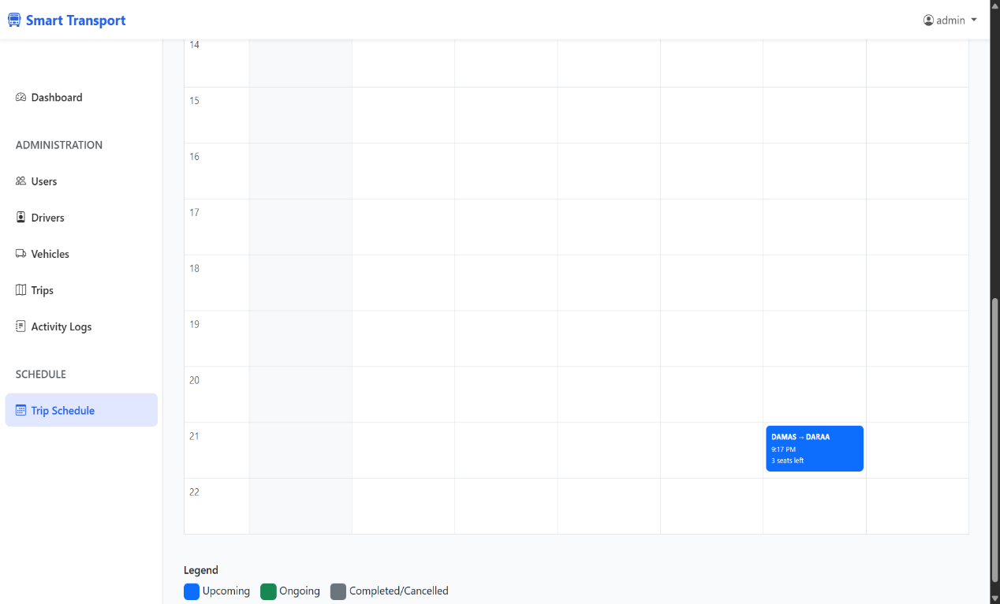 Smart Transport
admin
Dashboard
ADMINISTRATION
Users
Drivers
Vehicles
Trips
Activity Logs
SCHEDULE
Trip Schedule
14
15
16
17
18
19
20
21
DAMAS → DARAA
9:17 PM
3 seats left
22
Legend
Upcoming Ongoing Completed/Cancelled